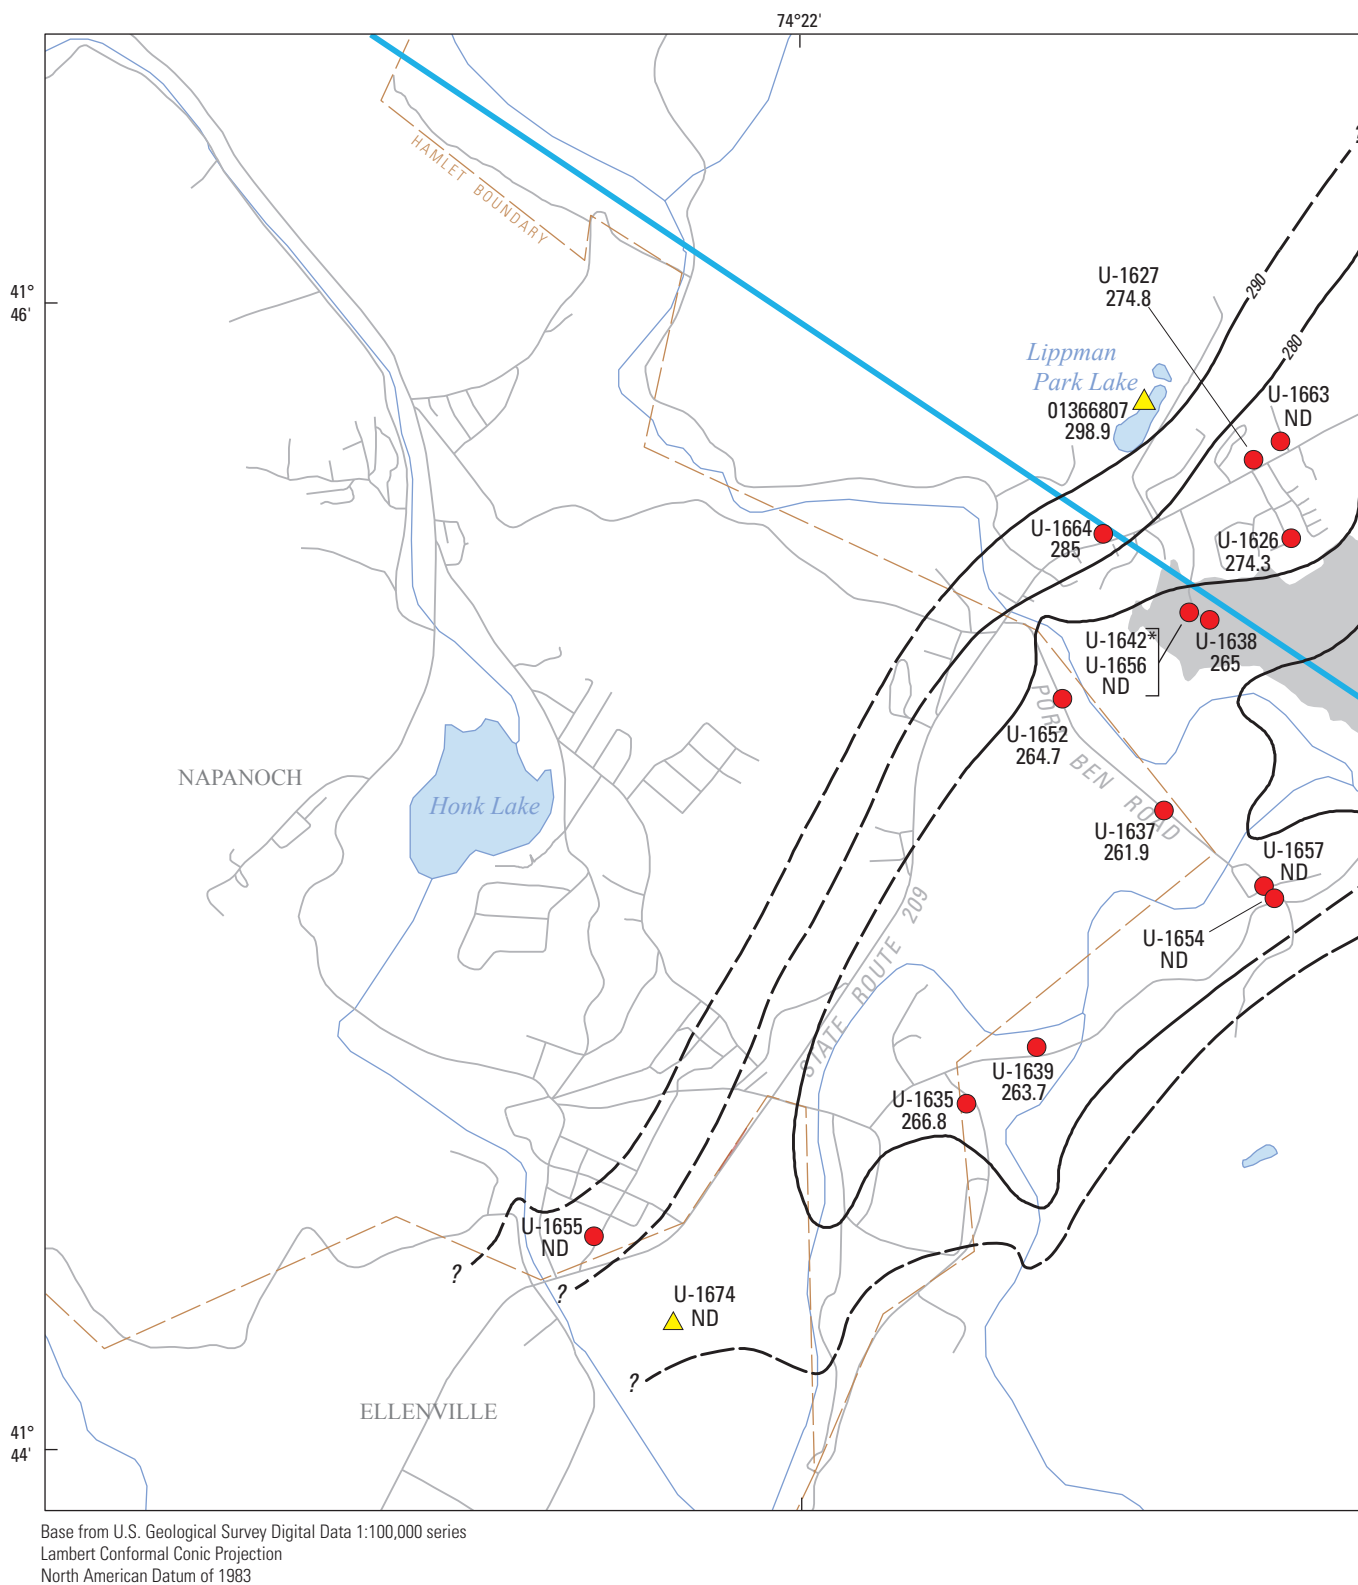 74°22'
41°
46'
HAMLET BOUNDARY
290
280
U-1627
274.8
Lippman
Park Lake
01366807
298.9
U-1663
ND
U-1664
285
U-1626
274.3
U-1642*
U-1656
ND
U-1638
265
U-1652
264.7
PORT BEN ROAD
NAPANOCH
Honk Lake
U-1637
261.9
U-1657
ND
U-1654
ND
STATE ROUTE 209
U-1639
263.7
U-1635
266.8
U-1655
ND
?
?
U-1674
ND
?
ELLENVILLE
41°
44'
Base from U.S. Geological Survey Digital Data 1:100,000 series
Lambert Conformal Conic Projection
North American Datum of 1983